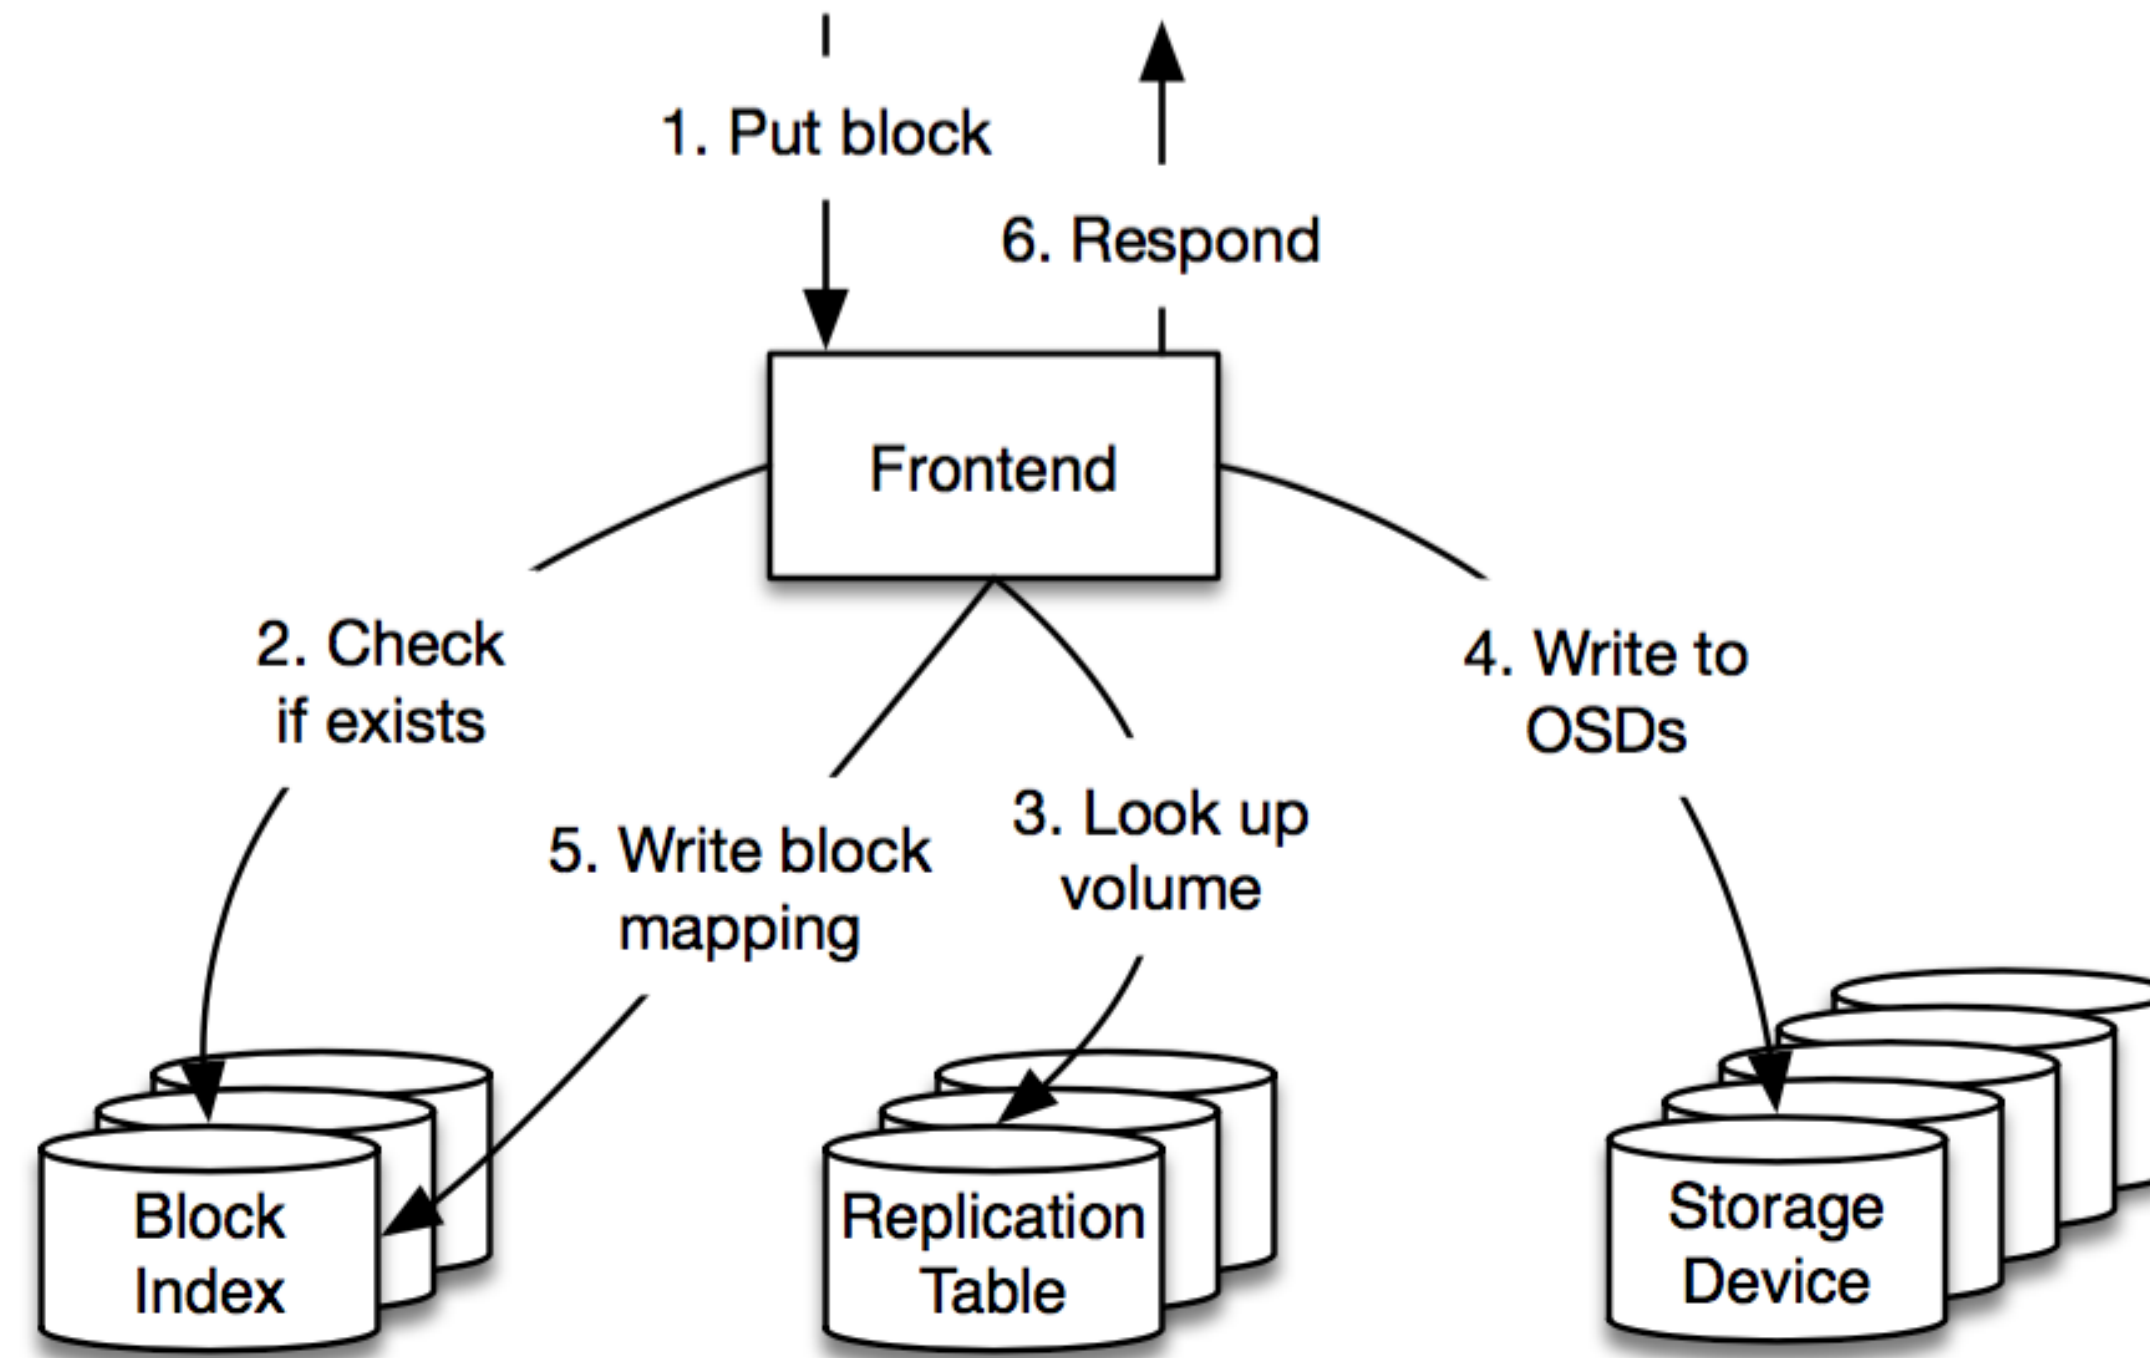 1. Put block
6. Respond
Frontend
2. Check
if exists
4. Write to
OSDs
5. Write block
mapping
3. Look up
volume
Block
Index
Replication
Table
Storage
Device